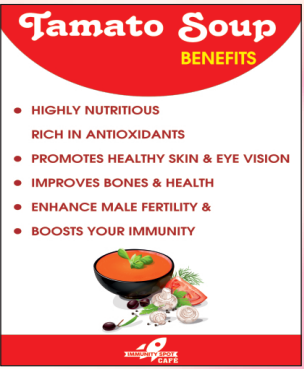 Tamato Soup
BENEFITS
• HIGHLY NUTRITIOUS
RICH IN ANTIOXIDANTS
• PROMOTES HEALTHY SKIN & EYE VISION
• IMPROVES BONES & HEALTH
• ENHANCE MALE FERTILITY &
• BOOSTS YOUR IMMUNITY
IMMUNITY SPOT
CAFE